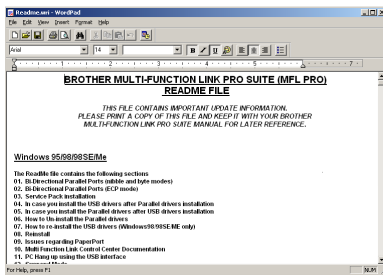 Readme.wri - WordPad
File Edit View Insert Format Help
Arial 14
1 2 3 4 5 7
BROTHER MULTI-FUNCTION LINK PRO SUITE (MFL PRO)
README FILE
THIS FILE CONTAINS IMPORTANT UPDATE INFORMATION.
PLEASE PRINT A COPY OF THIS FILE AND KEEP IT WITH YOUR BROTHER
MULTI-FUNCTION LINK PRO SUITE MANUAL FOR LATER REFERENCE.
Windows 95/98/98SE/Me
The ReadMe file contains the following sections
01. Bi-Directional Parallel Ports (nibble and byte modes)
02. Bi-Directional Parallel Ports (ECP mode)
03. Service Pack installation
04. In case you install the USB drivers after Parallel drivers installation
05. In case you install the Parallel drivers after USB drivers installation
06. How to Un-install the Parallel drivers
07. How to re-install the USB drivers (Windows98/98SE/ME only)
08. Reinstall
09. Issues regarding PaperPort
10. Multi Function Link Control Center Documentation
11. PC Hang up using the USB interface
For Help, press F1
NUM